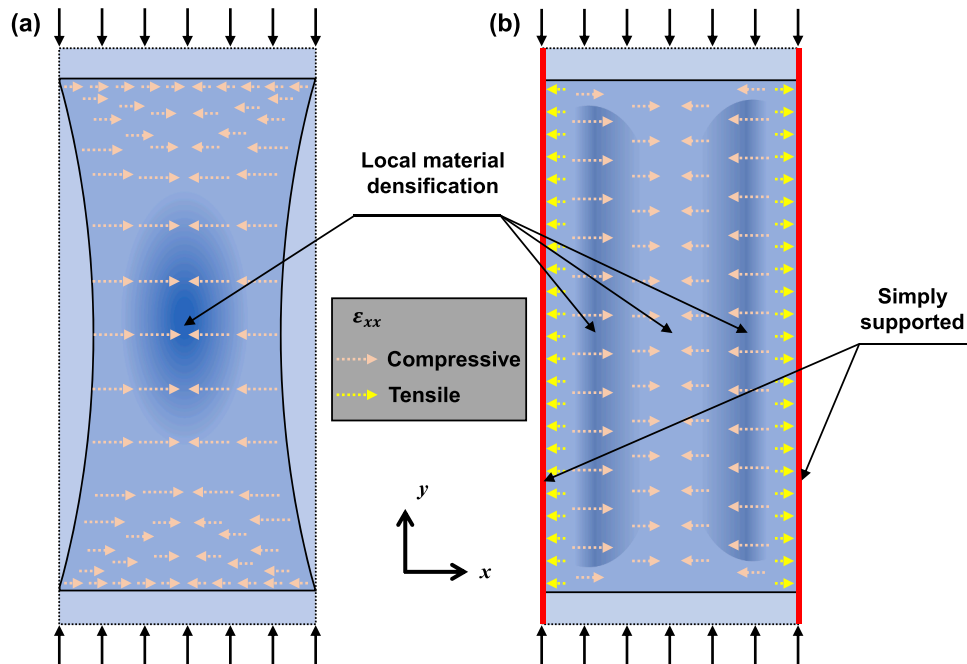 (a)
(b)
Local material
densification
Simply
supported
εxx
Compressive
Tensile
y
x